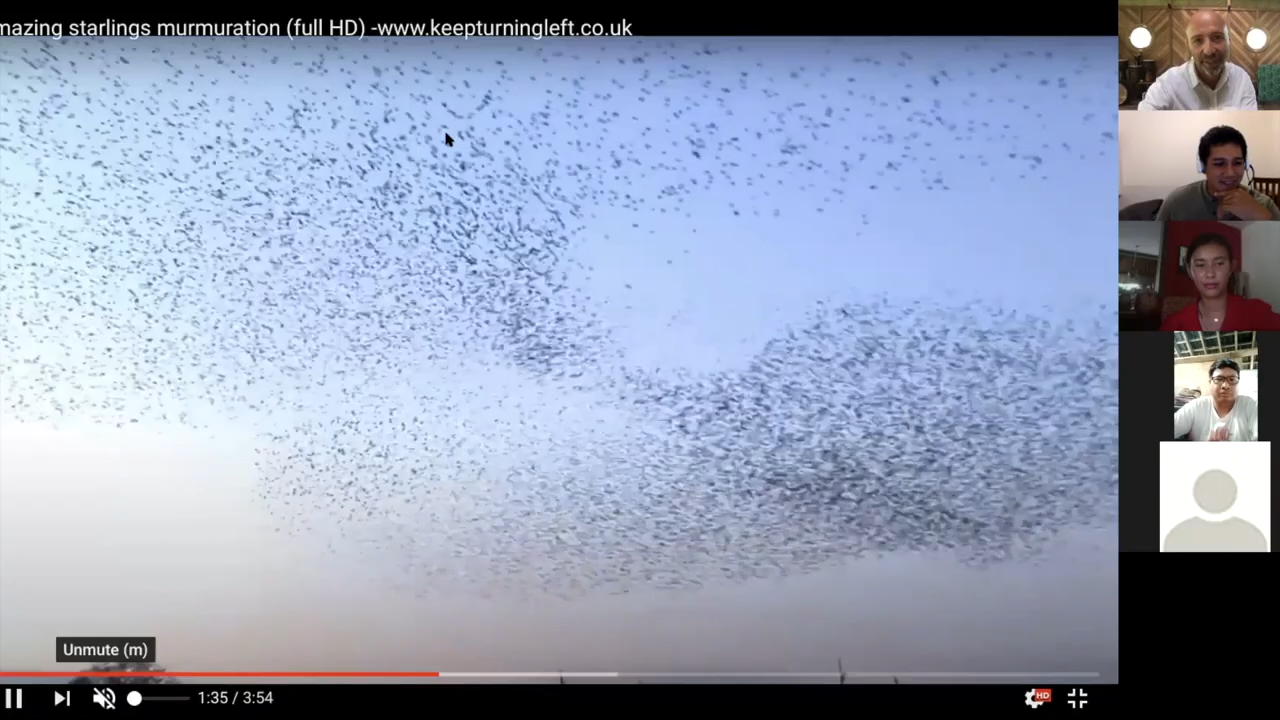 mazing starlings murmuration (full HD) -www.keepturningleft.co.uk
Unmute (m)
1:35 / 3:54
HD